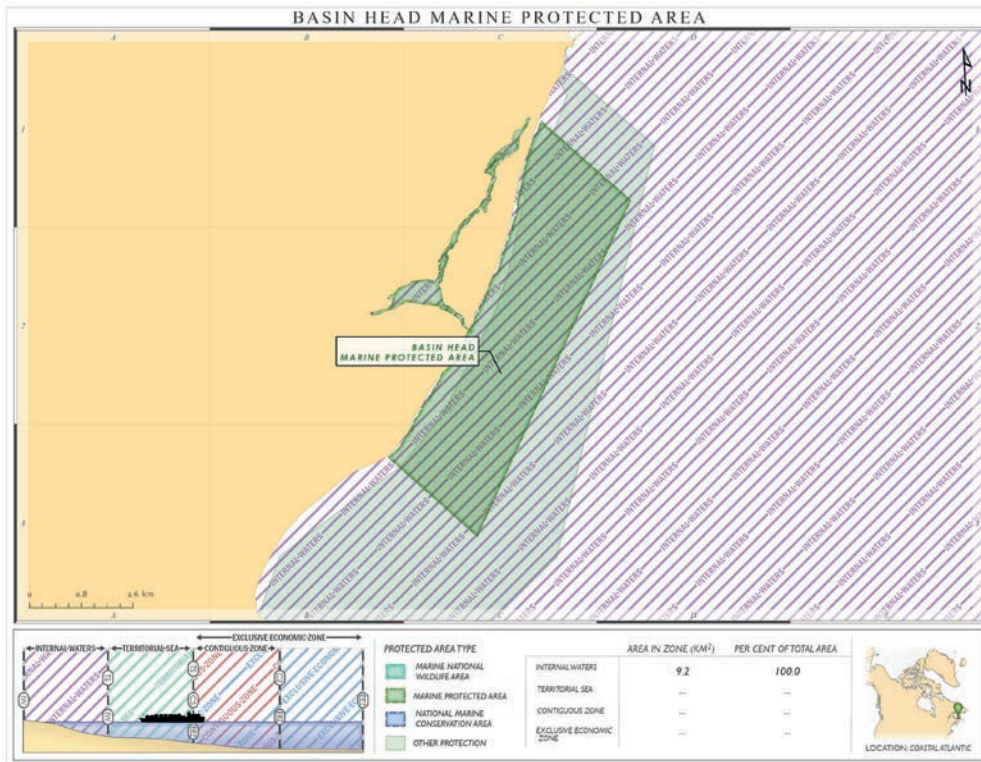 BASIN HEAD MARINE PROTECTED AREA
A B C D E
N
1
2
3
INTERNAL WATERS
BASIN HEAD
MARINE PROTECTED AREA
0 0.8 1.6 km
A B C D E
EXCLUSIVE ECONOMIC ZONE
INTERNAL WATERS TERRITORIAL SEA CONTIGUOUS ZONE
PROTECTED AREA TYPE
MARINE NATIONAL
WILDLIFE AREA
MARINE PROTECTED AREA
NATIONAL MARINE
CONSERVATION AREA
OTHER PROTECTION
AREA IN ZONE (KM²) PER CENT OF TOTAL AREA
INTERNAL WATERS 9.2 100.0
TERRITORIAL SEA ... ...
CONTIGUOUS ZONE ... ...
EXCLUSIVE ECONOMIC
ZONE ... ...
LOCATION: COASTAL ATLANTIC